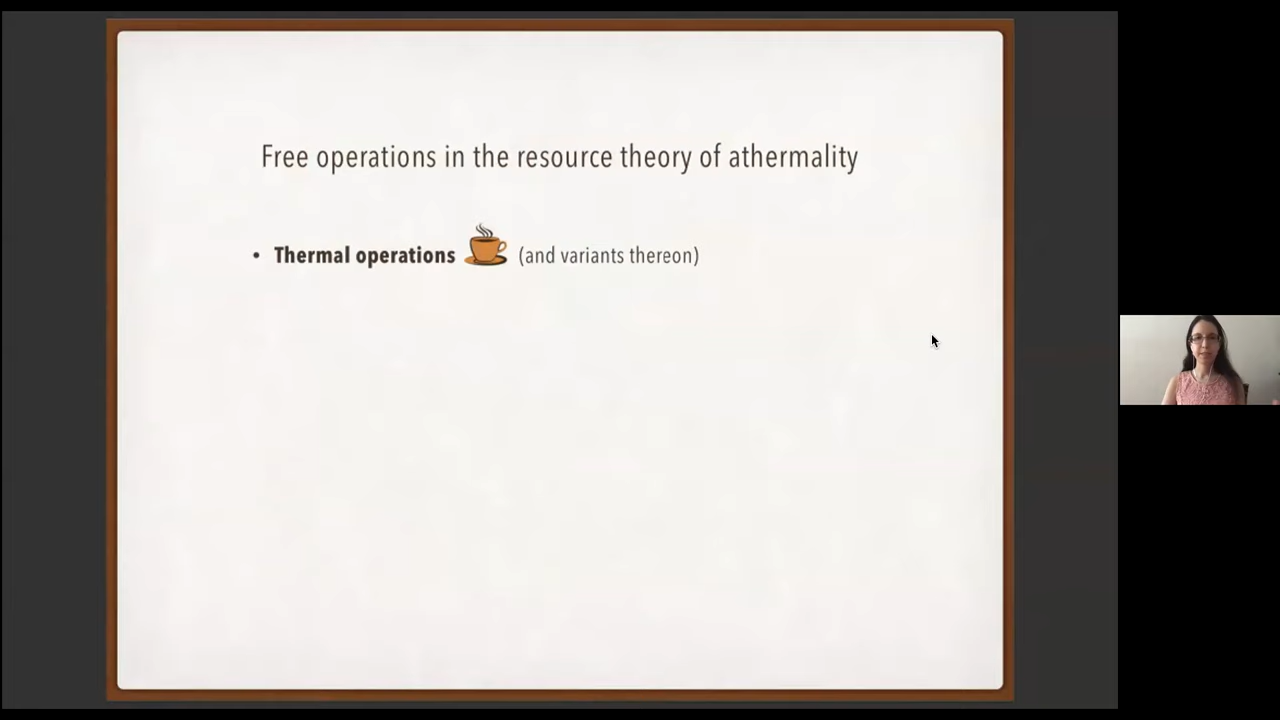 Free operations in the resource theory of athermality
• Thermal operations (and variants thereon)